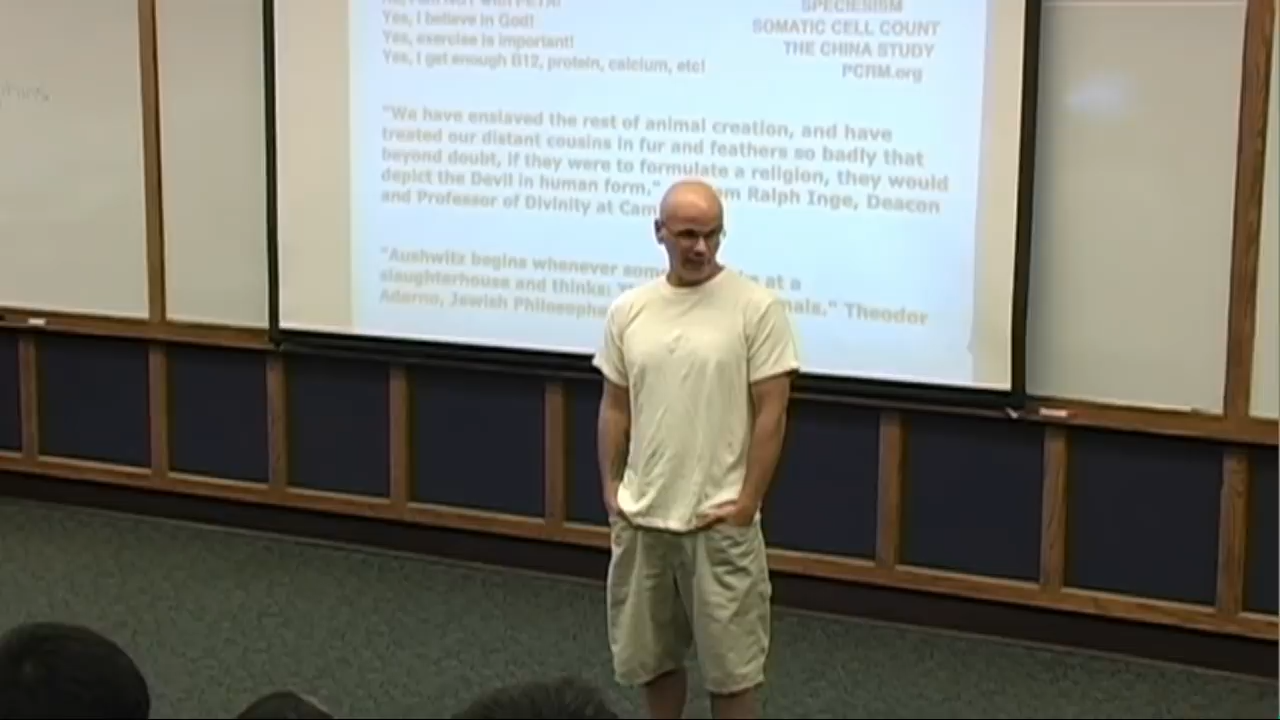 Yes, I believe in God!
Yes, exercise is important!
Yes, I get enough B12, protein, calcium, etc!
SPECIESISM
SOMATIC CELL COUNT
THE CHINA STUDY
PCRM.org
"We have enslaved the rest of animal creation, and have
treated our distant cousins in fur and feathers so badly that
beyond doubt, if they were to formulate a religion, they would
depict the Devil in human form," Ralph Inge, Deacon
and Professor of Divinity at
"Aushwitz begins whenever at a
slaughterhouse and thinks: Theodor
Adorno, Jewish